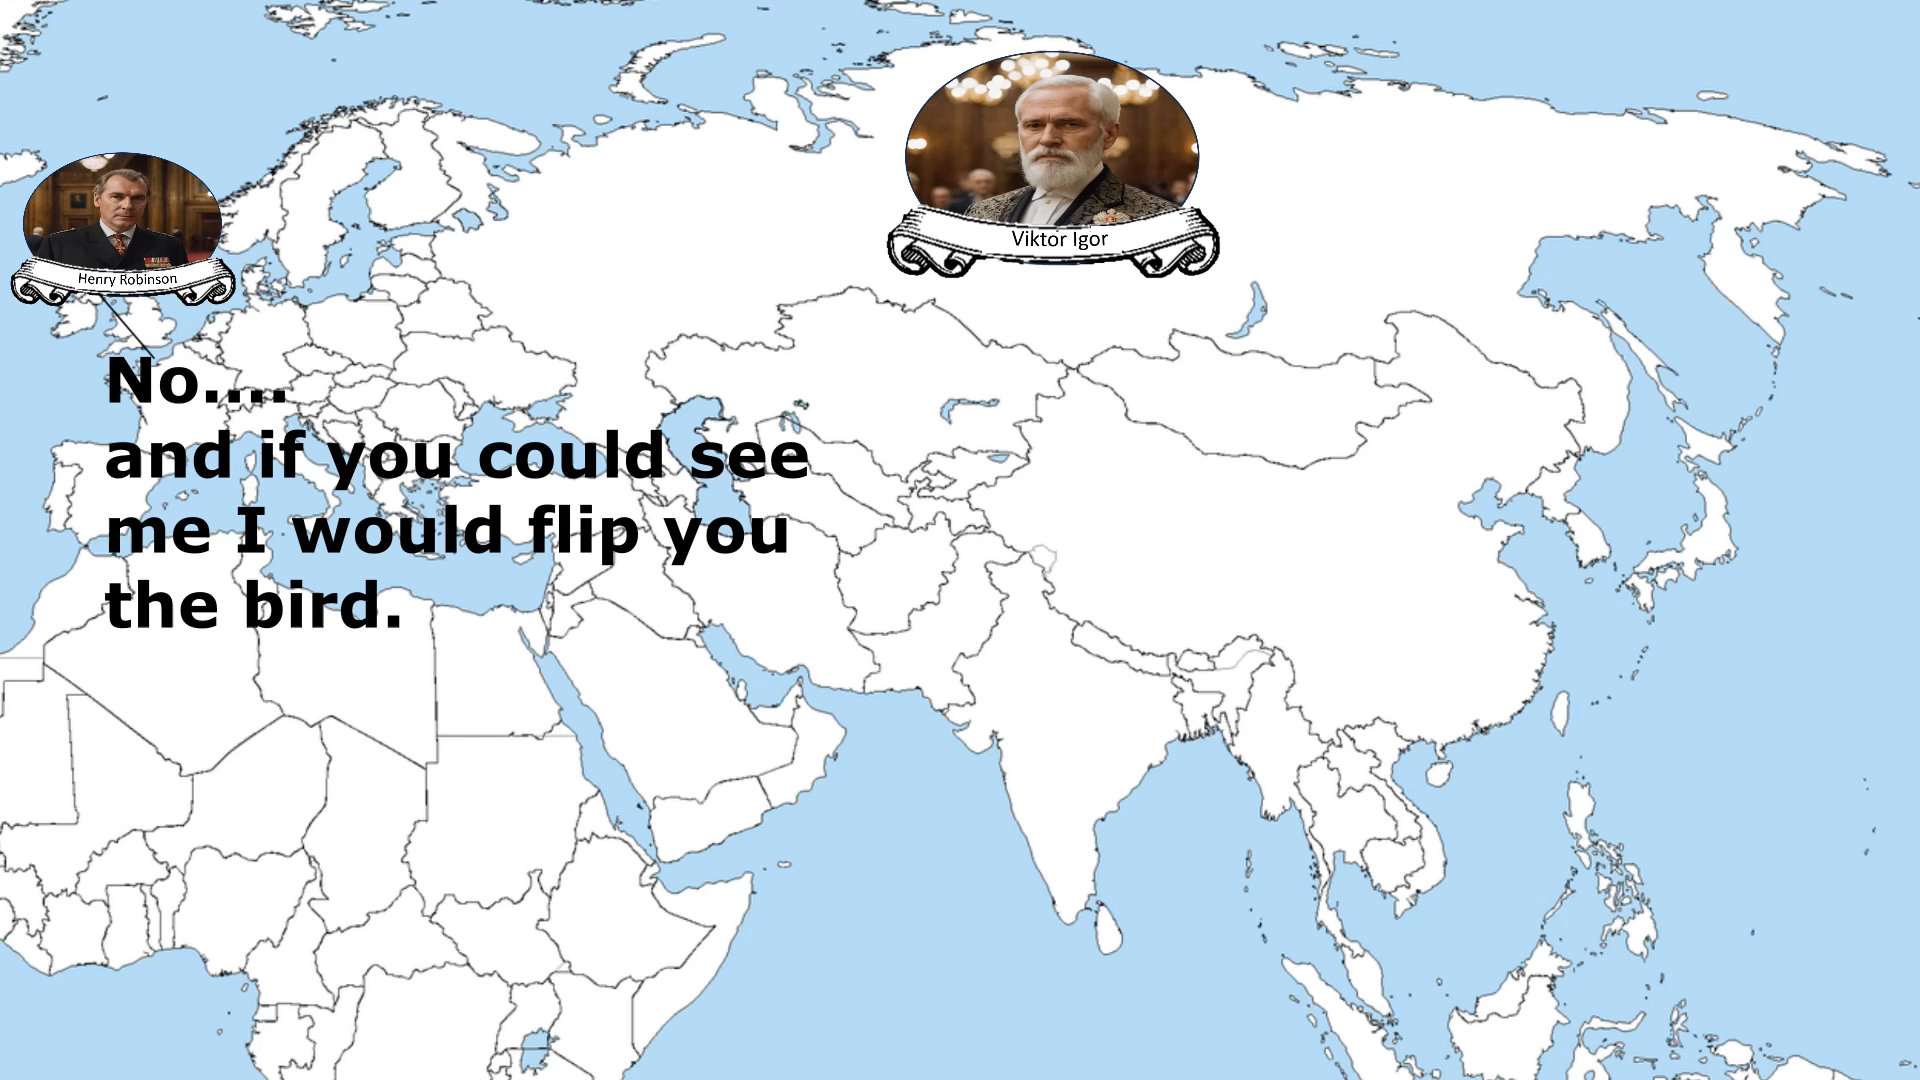 Viktor Igor
Henry Robinson
No....
and if you could see
me I would flip you
the bird.